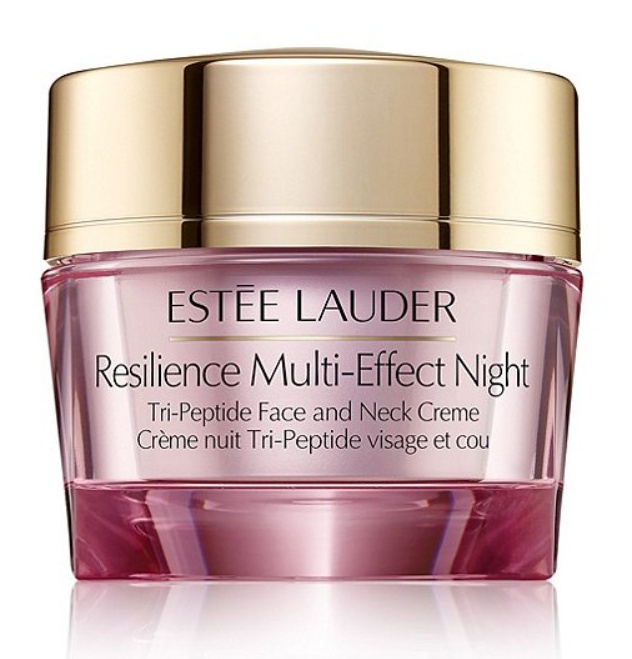 ESTĒE LAUDER
Resilience Multi-Effect Night
Tri-Peptide Face and Neck Creme
Crème nuit Tri-Peptide visage et cou